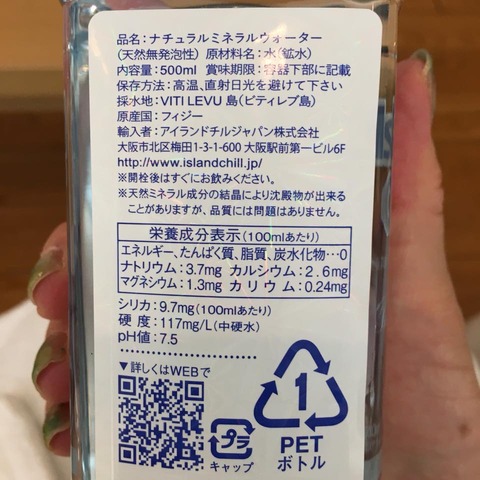 品名:ナチュラルミネラルウォーター
(天然無発泡性) 原材料名:水(鉱水)
内容量:500ml 賞味期限:容器下部に記載
保存方法:高温、直射日光を避けて下さい
採水地:VITI LEVU 島(ビティレブ島)
原産国:フィジー
輸入者:アイランドチルジャパン株式会社
大阪市北区梅田1-3-1-600 大阪駅前第一ビル6F
http://www.islandchill.jp/
※開栓後はすぐにお飲みください。
※天然ミネラル成分の結晶により沈殿物が出来る
ことがありますが、品質には問題はありません。
栄養成分表示(100mlあたり)
エネルギー、たんぱく質、脂質、炭水化物…0
ナトリウム:3.7mg カルシウム:2.6mg
マグネシウム:1.3mg カリウム:0.24mg
シリカ:9.7mg(100mlあたり)
硬度:117mg/L(中硬水)
pH値:7.5
▼詳しくはWEBで
プラ
キャップ
1
PET
ボトル